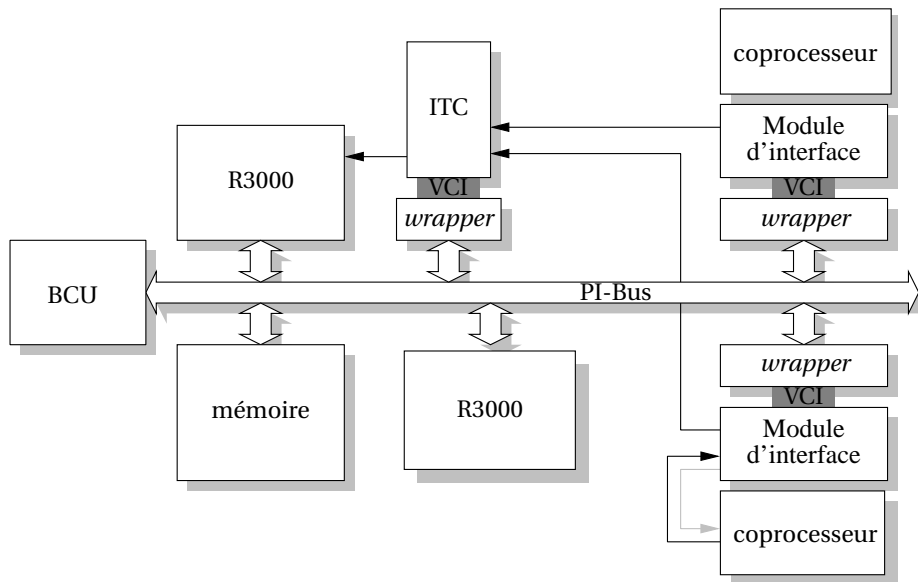 coprocesseur
ITC
Module
d'interface
R3000
VCI
VCI
wrapper
wrapper
BCU
PI-Bus
wrapper
mémoire
R3000
VCI
Module
d'interface
coprocesseur